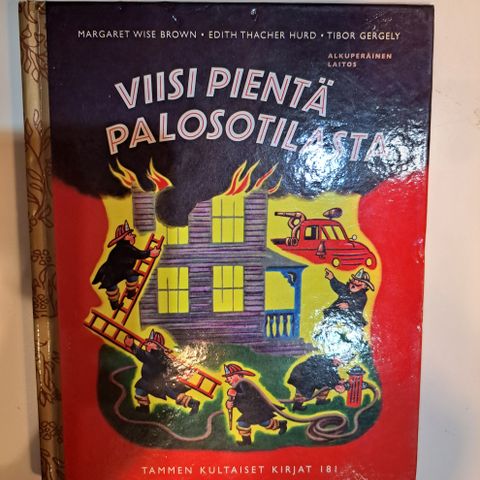 MARGARET WISE BROWN • EDITH THACHER HURD • TIBOR GERGELY
ALKUPERÄINEN
LAITOS
VIISI PIENTÄ
PALOSOTILASTA
TAMMEN KULTAISET KIRJAT 181